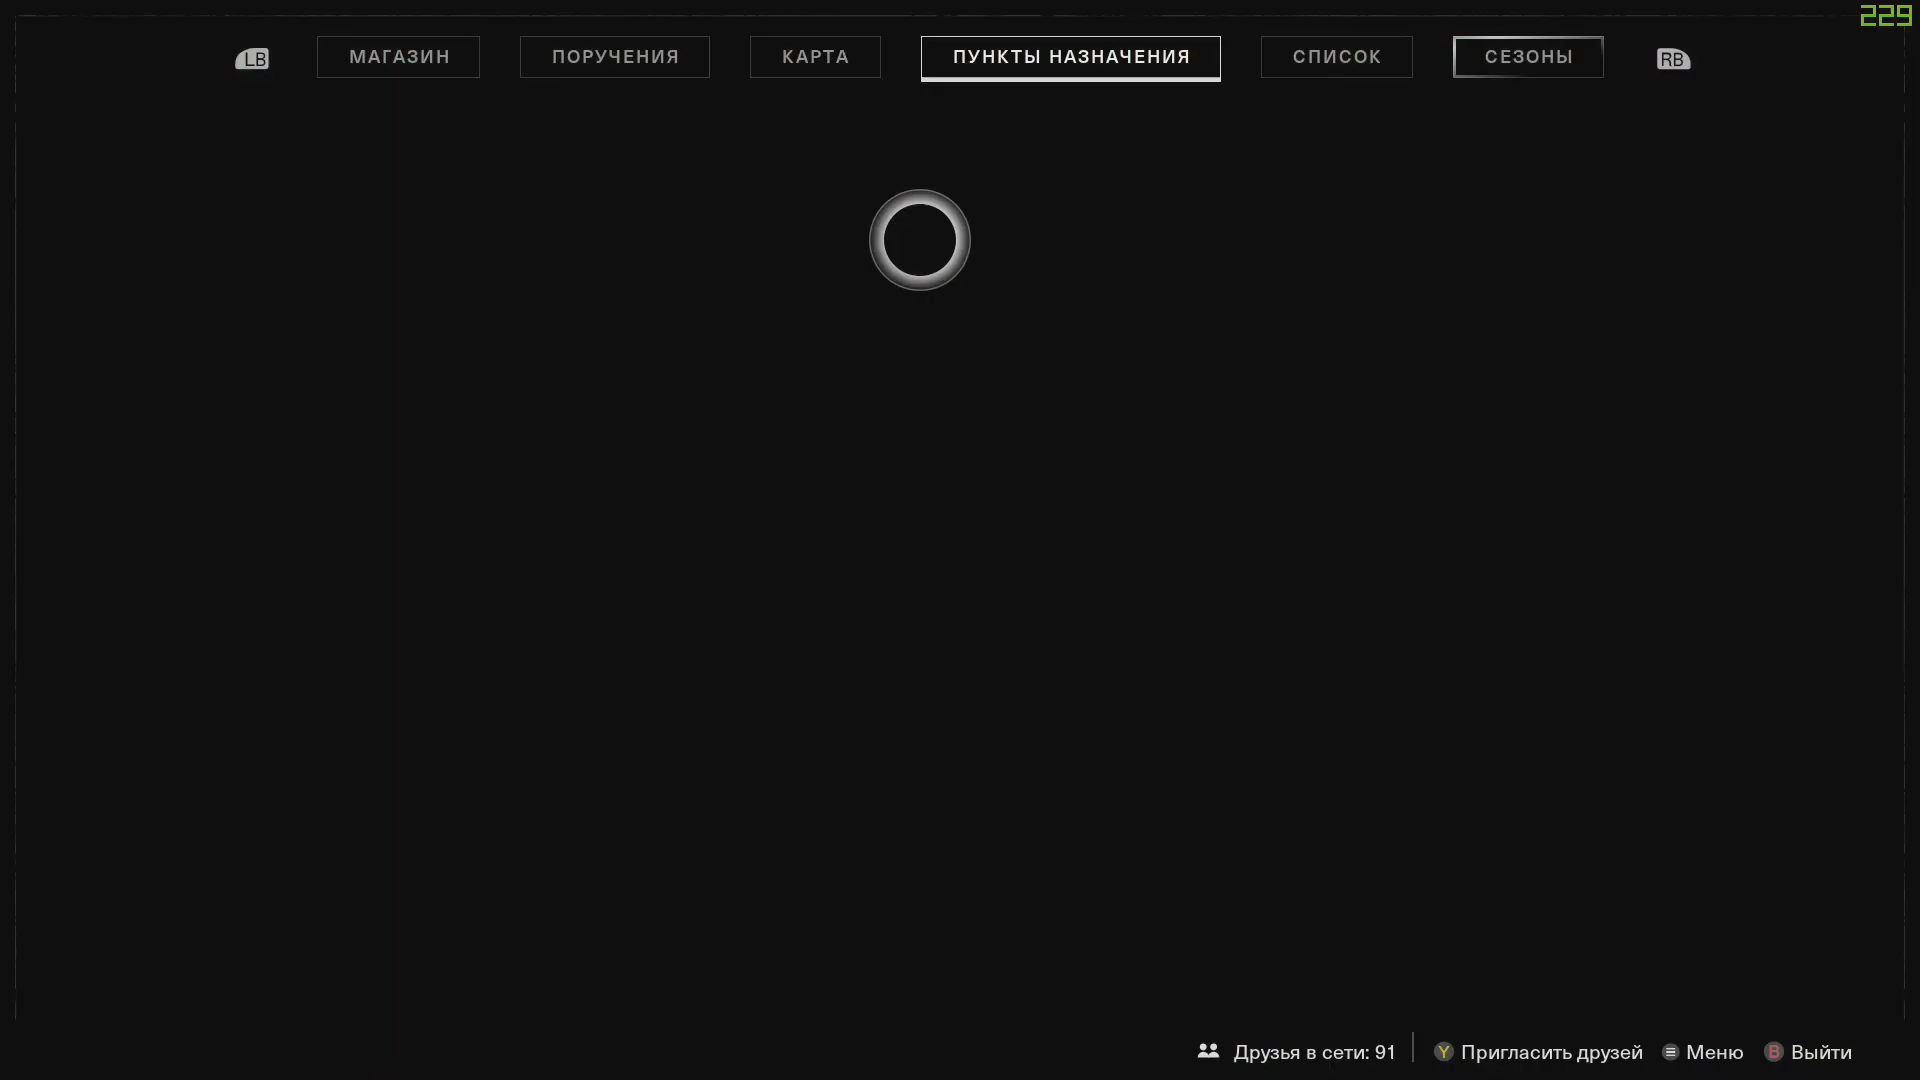 229
LB
МАГАЗИН
ПОРУЧЕНИЯ
КАРТА
ПУНКТЫ НАЗНАЧЕНИЯ
СПИСОК
СЕЗОНЫ
RB
Друзья в сети: 91
Y Пригласить друзей
Меню
B Выйти